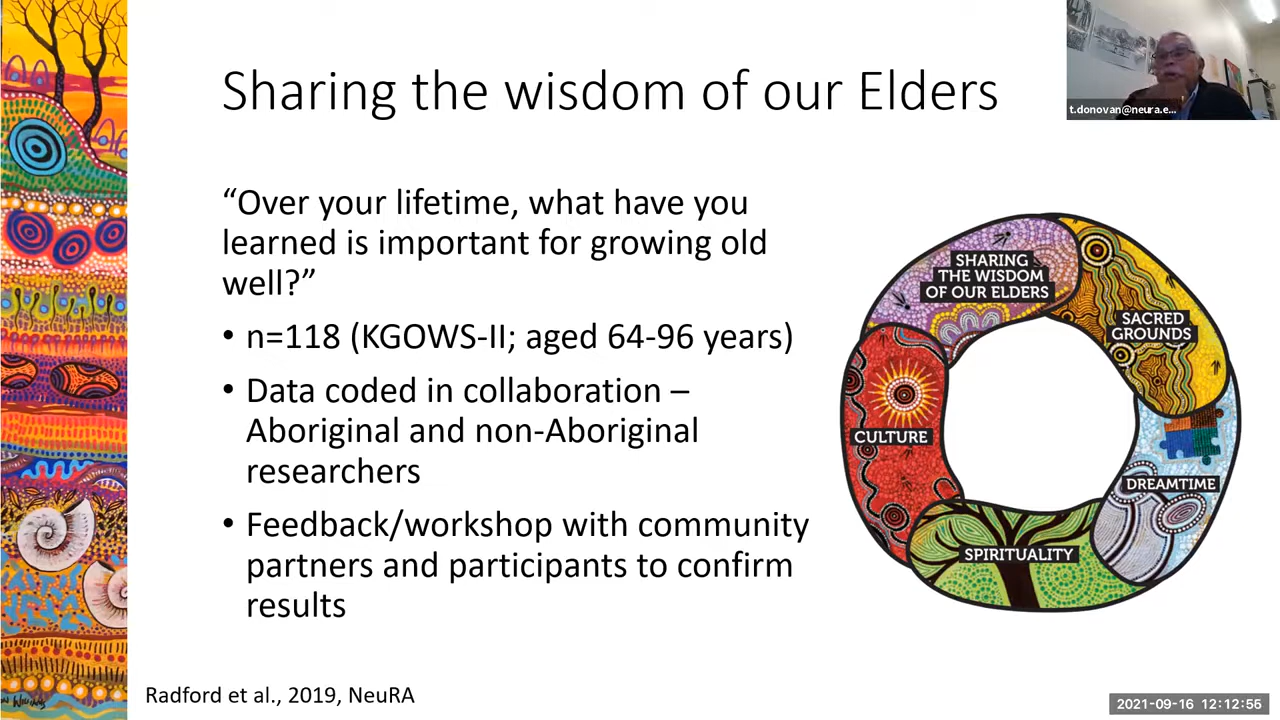 Sharing the wisdom of our Elders
t.donovan@neura.e...
“Over your lifetime, what have you
learned is important for growing old
well?”
• n=118 (KGOWS-II; aged 64-96 years)
• Data coded in collaboration –
Aboriginal and non-Aboriginal
researchers
• Feedback/workshop with community
partners and participants to confirm
results
SHARING
THE WISDOM
OF OUR ELDERS
SACRED
GROUNDS
CULTURE
DREAMTIME
SPIRITUALITY
Radford et al., 2019, NeuRA
2021-09-16 12:12:56